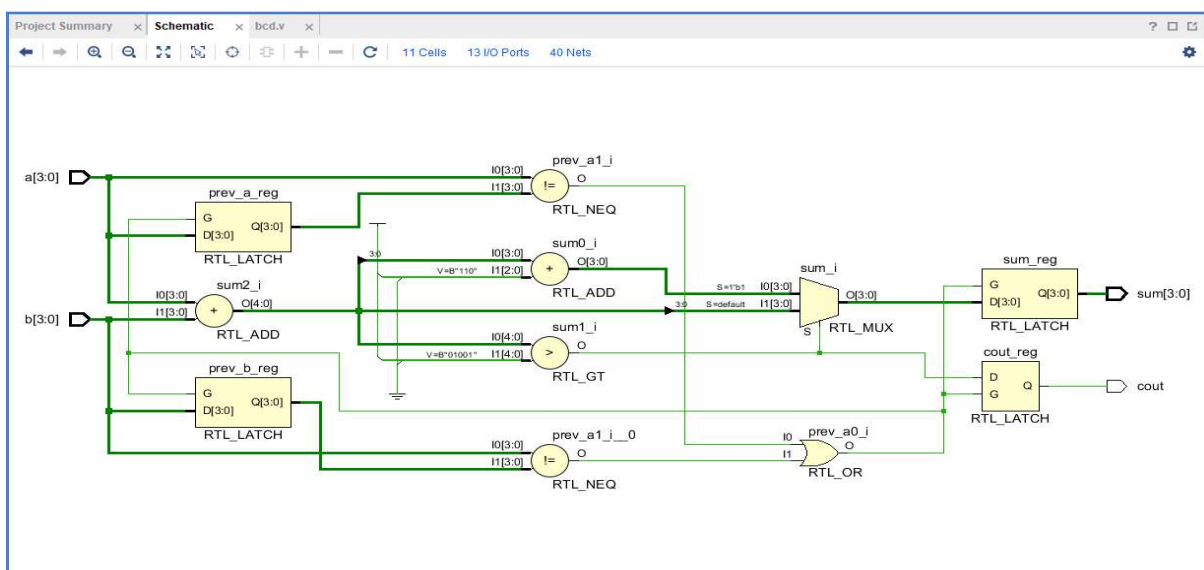 Project Summary × Schematic × bcd.v ×
?
11 Cells 13 I/O Ports 40 Nets
prev_a1_i
a[3:0]
I0[3:0]
I1[3:0]
O
!=
RTL_NEQ
prev_a_reg
G
D[3:0]
Q[3:0]
RTL_LATCH
sum0_i
3:0
I0[3:0]
V=B"110"
I1[2:0]
O[3:0]
+
RTL_ADD
sum_i
S=1'b1
I0[3:0]
3:0
S=default
I1[3:0]
O[3:0]
S
RTL_MUX
sum_reg
G
D[3:0]
Q[3:0]
RTL_LATCH
sum[3:0]
sum2_i
I0[3:0]
I1[3:0]
O[4:0]
+
RTL_ADD
b[3:0]
sum1_i
I0[4:0]
V=B"01001"
I1[4:0]
O
>
RTL_GT
cout_reg
D
G
Q
RTL_LATCH
cout
prev_b_reg
G
D[3:0]
Q[3:0]
RTL_LATCH
prev_a1_i__0
I0[3:0]
I1[3:0]
O
!=
RTL_NEQ
prev_a0_i
I0
I1
O
RTL_OR